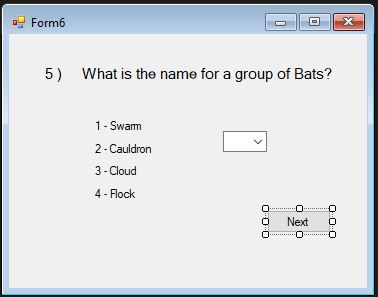 Form6
5 ) What is the name for a group of Bats?
1 - Swarm
2 - Cauldron
3 - Cloud
4 - Flock
Next